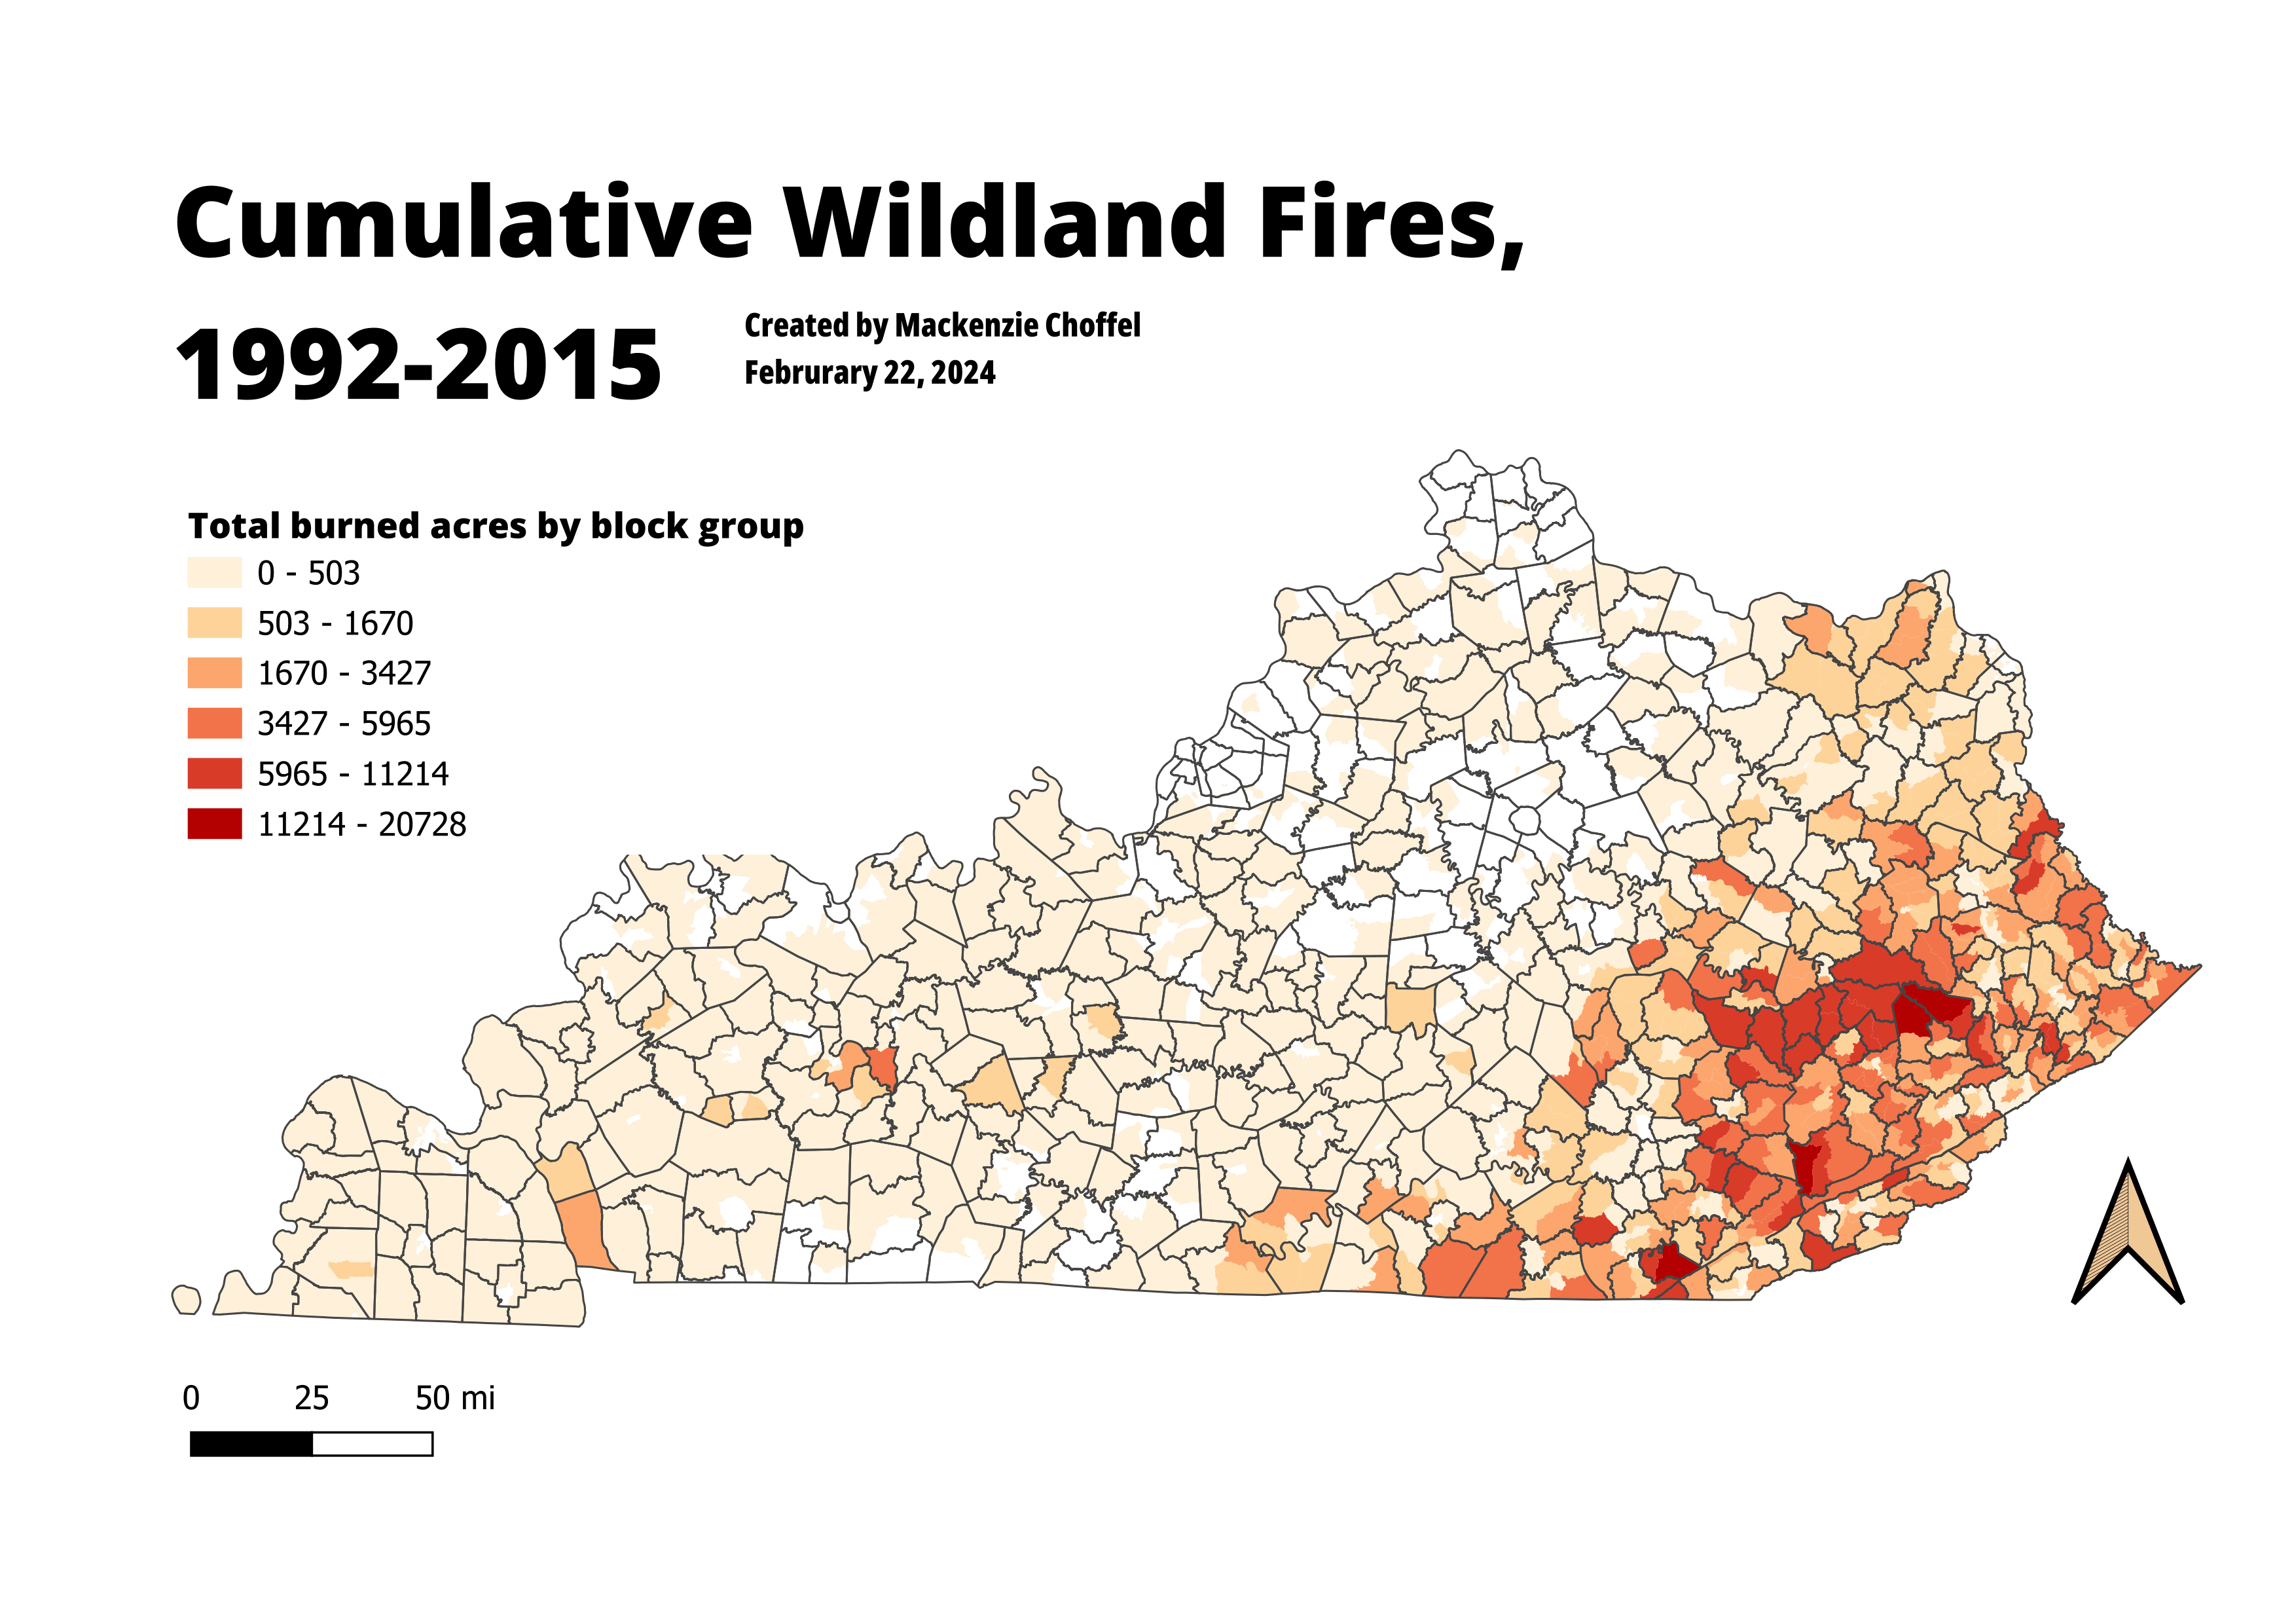 Cumulative Wildland Fires,
1992-2015
Created by Mackenzie Choffel
Februrary 22, 2024
Total burned acres by block group
0 - 503
503 - 1670
1670 - 3427
3427 - 5965
5965 - 11214
11214 - 20728
0 25 50 mi